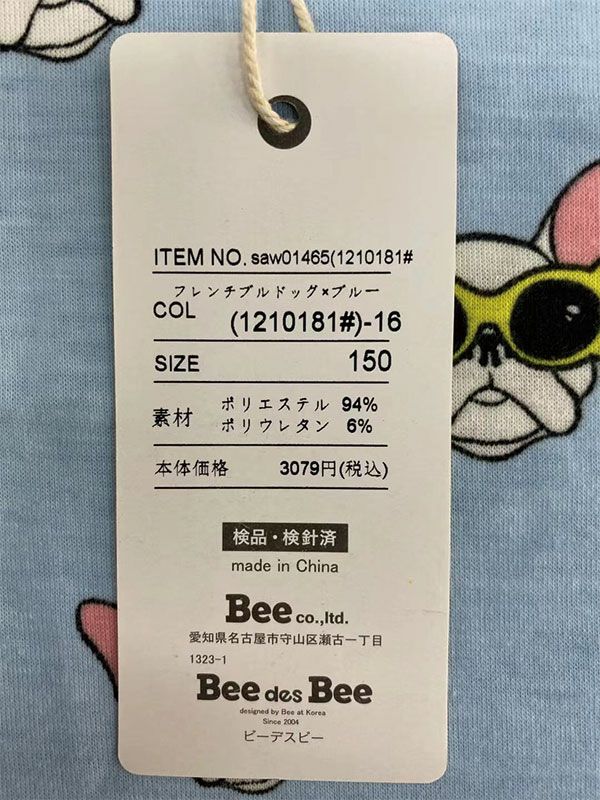 ITEM NO. saw01465(1210181#
フレンチブルドッグ×ブルー
COL (1210181#)-16
SIZE 150
素材 ポリエステル 94%
ポリウレタン 6%
本体価格 3079円(税込)
検品・検針済
made in China
Bee co.,ltd.
愛知県名古屋市守山区瀬古一丁目
1323-1
Bee des Bee
designed by Bee at Korea
Since 2004
ビーデスビー